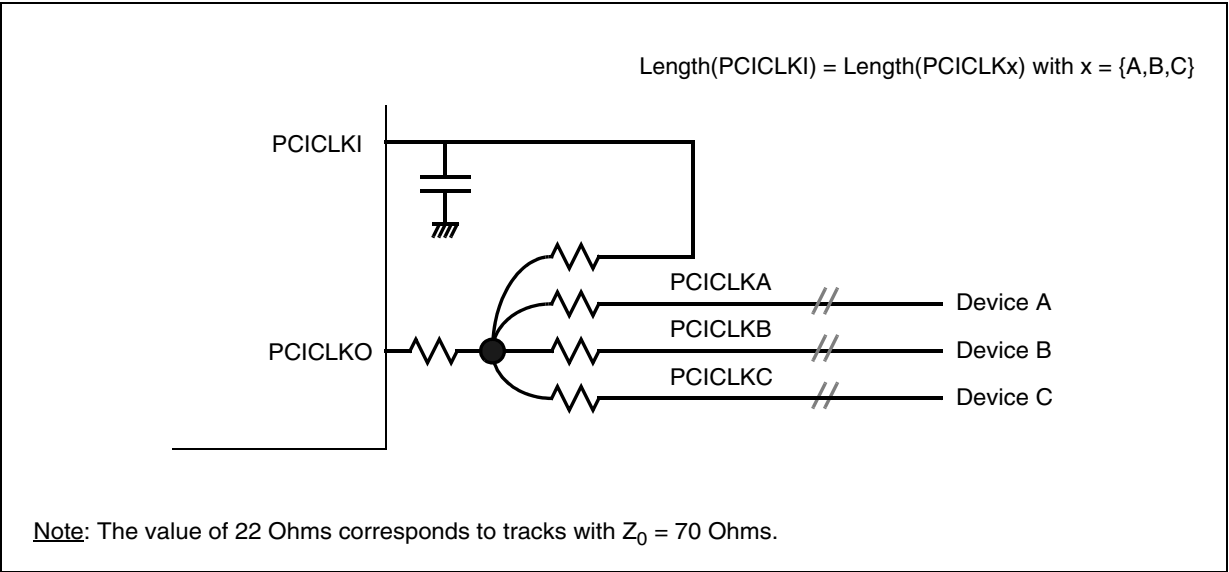 Length(PCICLKI) = Length(PCICLKx) with x = {A,B,C}
PCICLKI
PCICLKA
Device A
PCICLKB
PCICLKO
Device B
PCICLKC
Device C
Note: The value of 22 Ohms corresponds to tracks with Z0 = 70 Ohms.